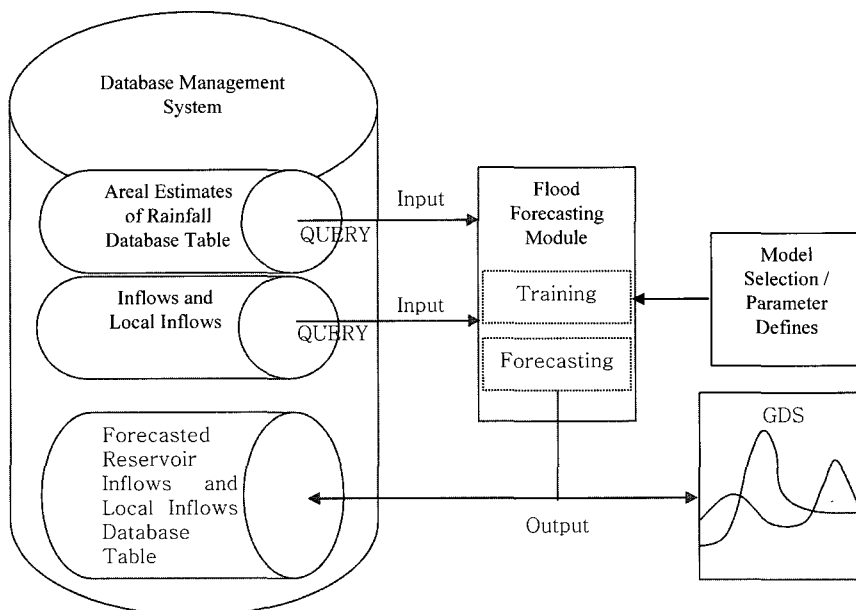 Database Management
System
Areal Estimates
of Rainfall
Database Table
QUERY
Input
Inflows and
Local Inflows
QUERY
Input
Flood
Forecasting
Module
Training
Forecasting
Model
Selection /
Parameter
Defines
Forecasted
Reservoir
Inflows and
Local Inflows
Database
Table
Output
GDS